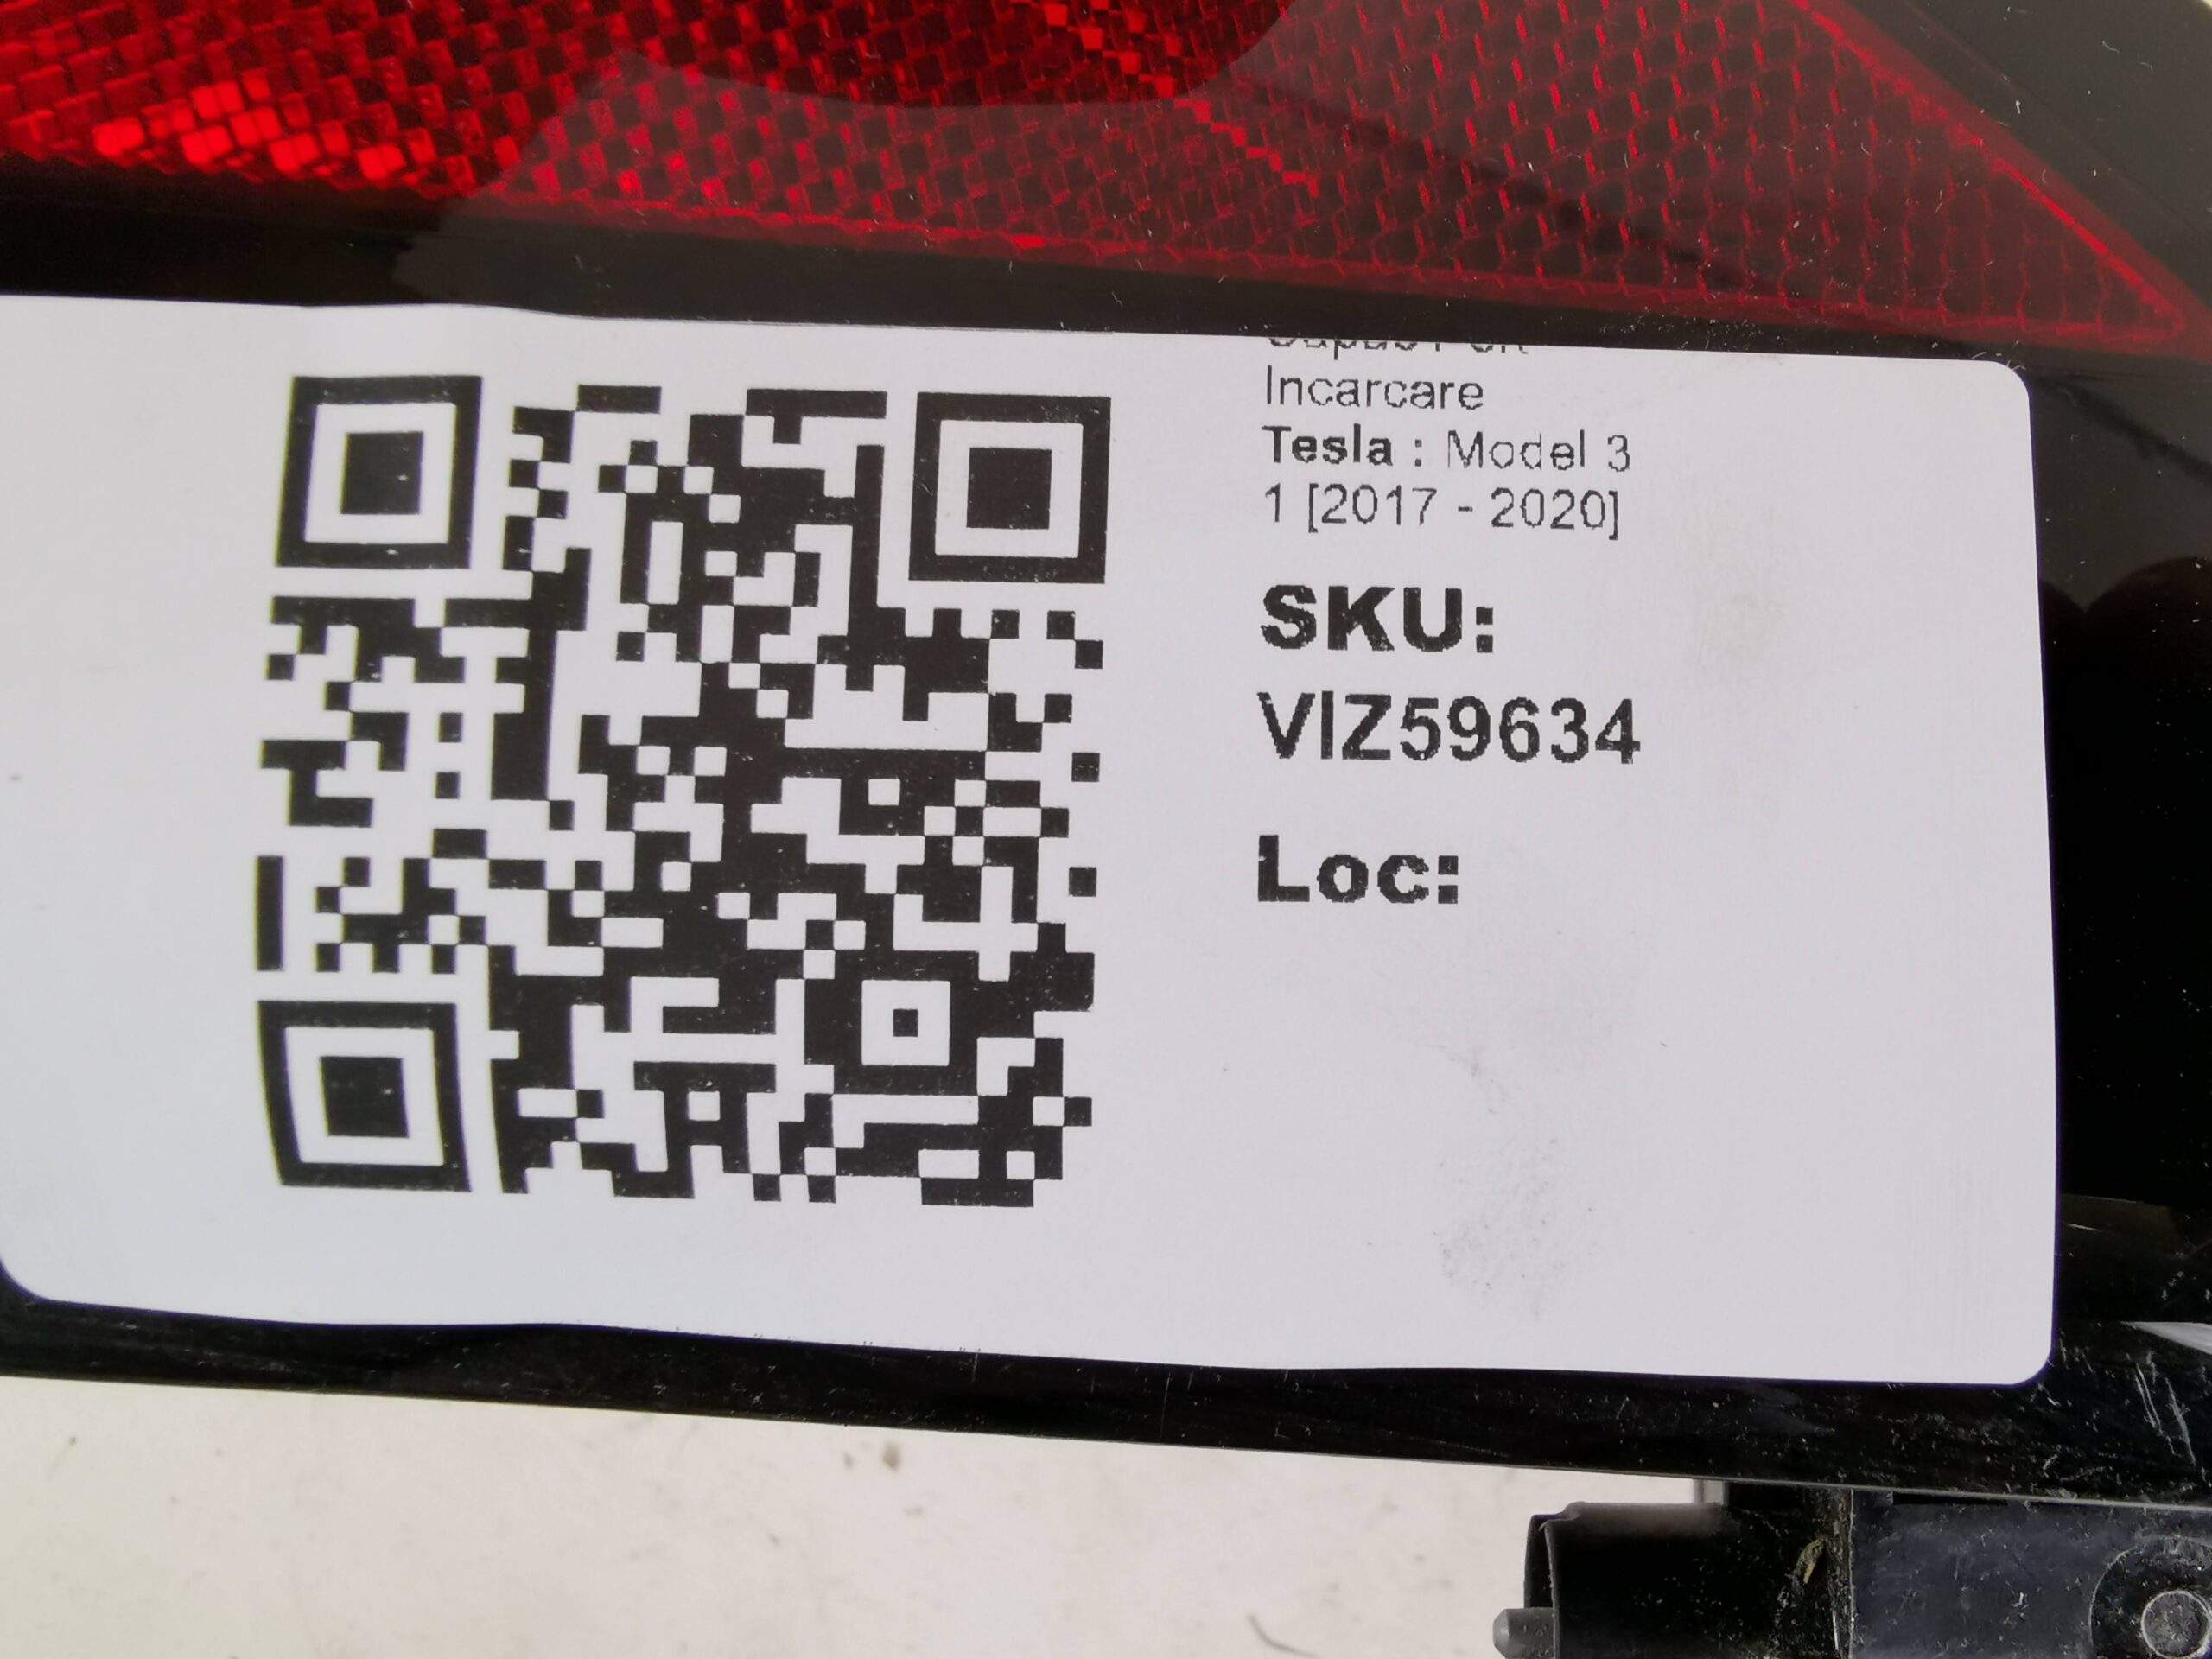 Incarcare
Tesla : Model 3
1 [2017 - 2020]
SKU:
VIZ59634
Loc: